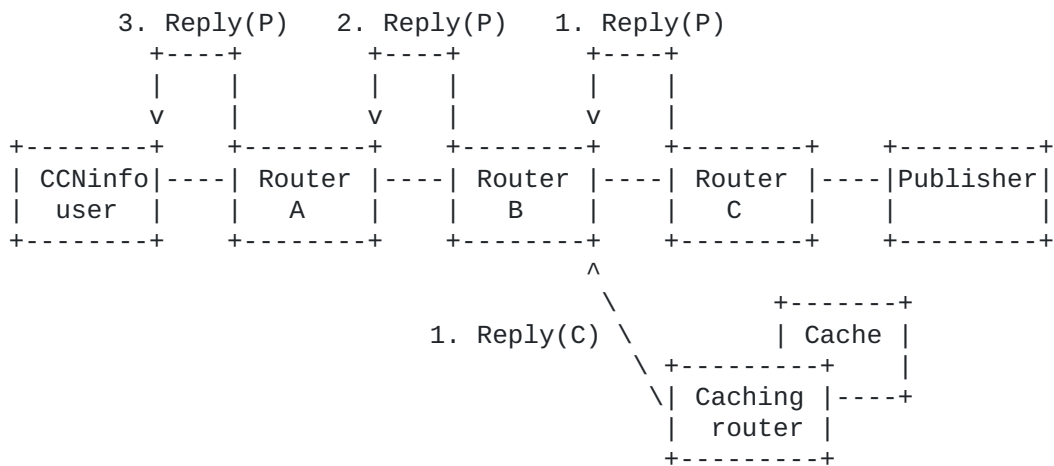 3. Reply(P) 2. Reply(P) 1. Reply(P)
CCNinfo Router Router Router Publisher
user A B C
1. Reply(C) Cache
Caching
router